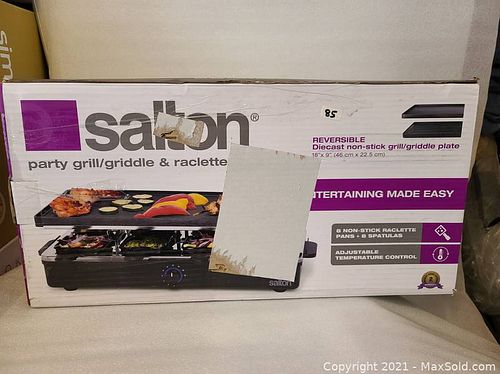 salton®
party grill/griddle & raclette
85
REVERSIBLE
Diecast non-stick grill/griddle plate
18" x 9" (46 cm x 22.5 cm)
TERTAINING MADE EASY
8 NON-STICK RACLETTE
PANS + 8 SPATULAS
ADJUSTABLE
TEMPERATURE CONTROL
salton
Copyright © 2021 - MaxSold.com